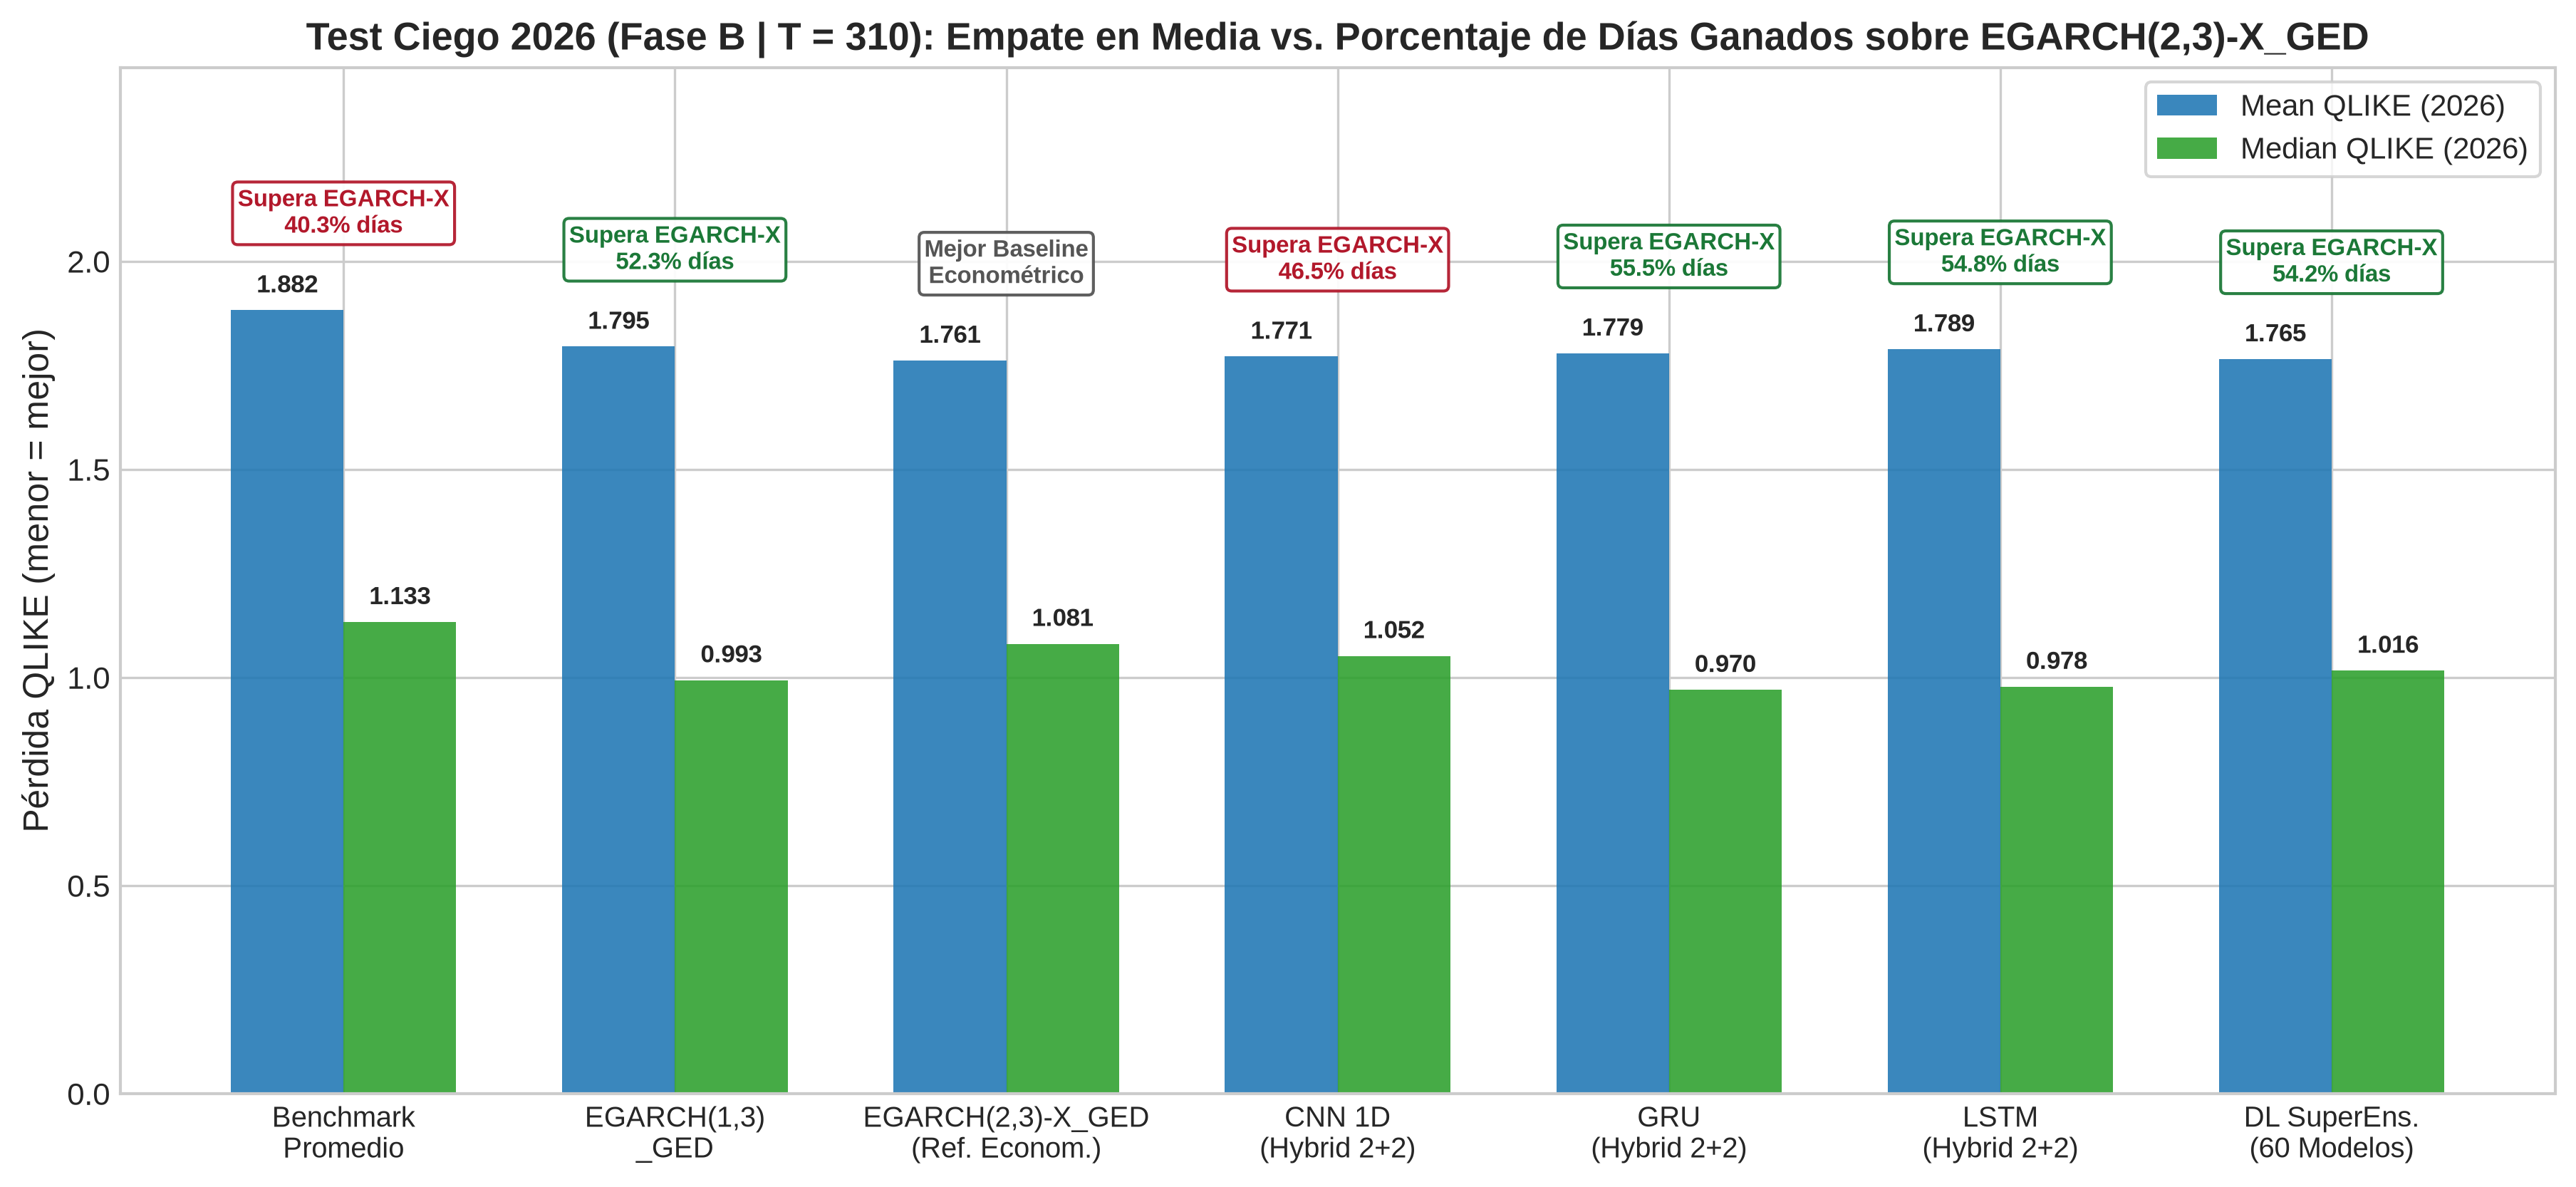 Test Ciego 2026 (Fase B | T = 310): Empate en Media vs. Porcentaje de Días Ganados sobre EGARCH(2,3)-X_GED
Mean QLIKE (2026)
Median QLIKE (2026)
Pérdida QLIKE (menor = mejor)
2.0
1.5
1.0
0.5
0.0
Supera EGARCH-X
40.3% días
1.882
1.133
Supera EGARCH-X
52.3% días
1.795
0.993
Mejor Baseline
Econométrico
1.761
1.081
Supera EGARCH-X
46.5% días
1.771
1.052
Supera EGARCH-X
55.5% días
1.779
0.970
Supera EGARCH-X
54.8% días
1.789
0.978
Supera EGARCH-X
54.2% días
1.765
1.016
Benchmark
Promedio
EGARCH(1,3)
_GED
EGARCH(2,3)-X_GED
(Ref. Econom.)
CNN 1D
(Hybrid 2+2)
GRU
(Hybrid 2+2)
LSTM
(Hybrid 2+2)
DL SuperEns.
(60 Modelos)